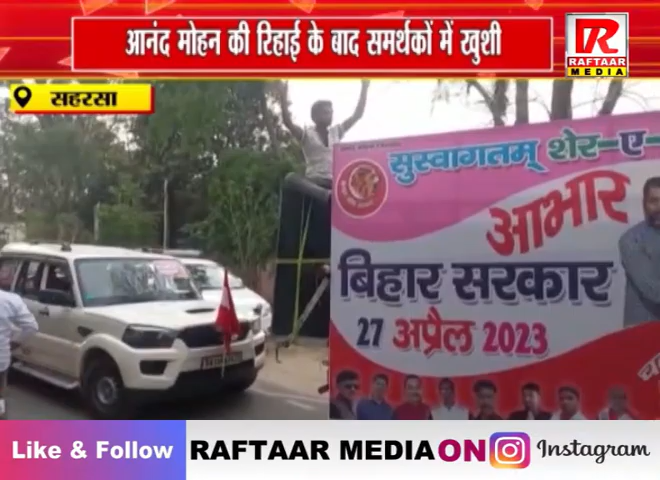 आनंद मोहन की रिहाई के बाद समर्थकों में खुशी
R
RAFTAAR
MEDIA
सहरसा
सुस्वागतम् शेर-ए-
आभार
बिहार सरकार
27 अप्रैल 2023
Like & Follow RAFTAAR MEDIA ON Instagram